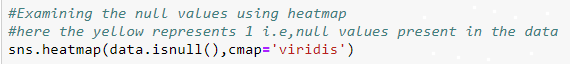 #Examining the null values using heatmap
#here the yellow represents 1 i.e,null values present in the data
sns.heatmap(data.isnull(),cmap='viridis')